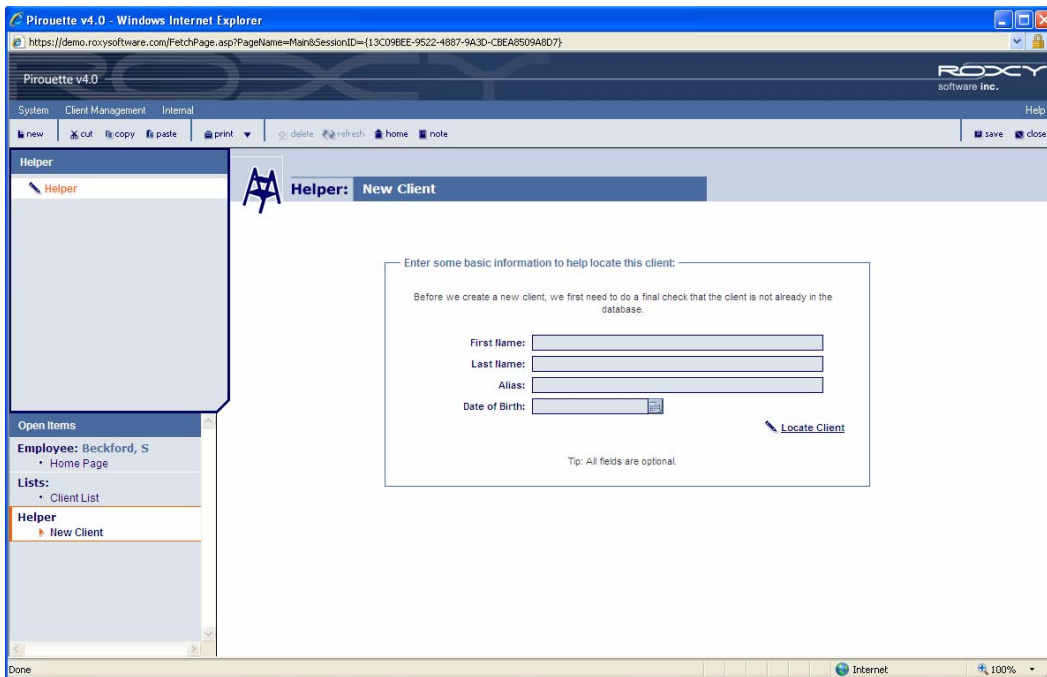 Pirouette v4.0 - Windows Internet Explorer
https://demo.roxysoftware.com/FetchPage.asp?PageName=Main&SessionID={13C09BEE-9522-4887-9A3D-CBEA8509A8D7}
ROXY
Pirouette v4.0
ROXY
software inc.
System Client Management Internal Help
new cut copy paste print delete refresh home note save close
Helper
Helper
Helper: New Client
Enter some basic information to help locate this client:
Before we create a new client, we first need to do a final check that the client is not already in the
database.
First Name:
Last Name:
Alias:
Date of Birth:
Locate Client
Tip: All fields are optional.
Open Items
Employee: Beckford, S
• Home Page
Lists:
• Client List
Helper
New Client
Done Internet 100%